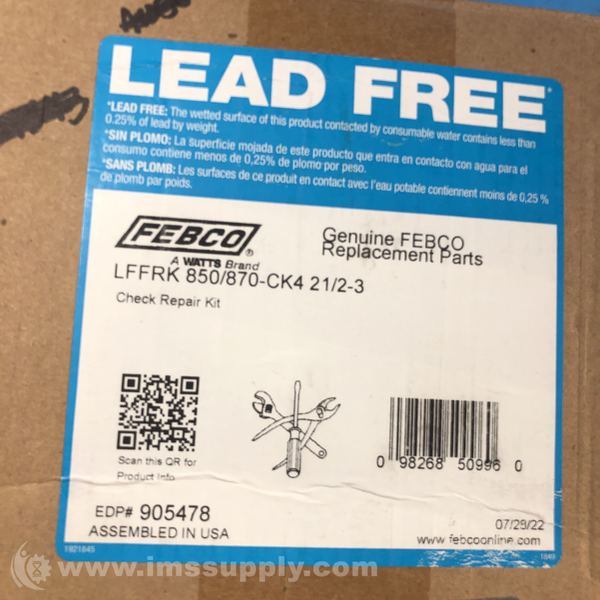 LEAD FREE*
*LEAD FREE: The wetted surface of this product contacted by consumable water contains less than
0.25% of lead by weight.
*SIN PLOMO: La superficie mojada de este producto que entra en contacto con agua para el
consumo contiene menos de 0,25% de plomo por peso.
*SANS PLOMB: Les surfaces de ce produit en contact avec l'eau potable contiennent moins de 0,25 %
de plomb par poids.
FEBCO®
A WATTS Brand
Genuine FEBCO
Replacement Parts
LFFRK 850/870-CK4 21/2-3
Check Repair Kit
Scan this QR for
Product Info
0 98268 50996 0
EDP# 905478
ASSEMBLED IN USA
07/28/22
www.febcoonline.com
1921645
1849
www.imssupply.com